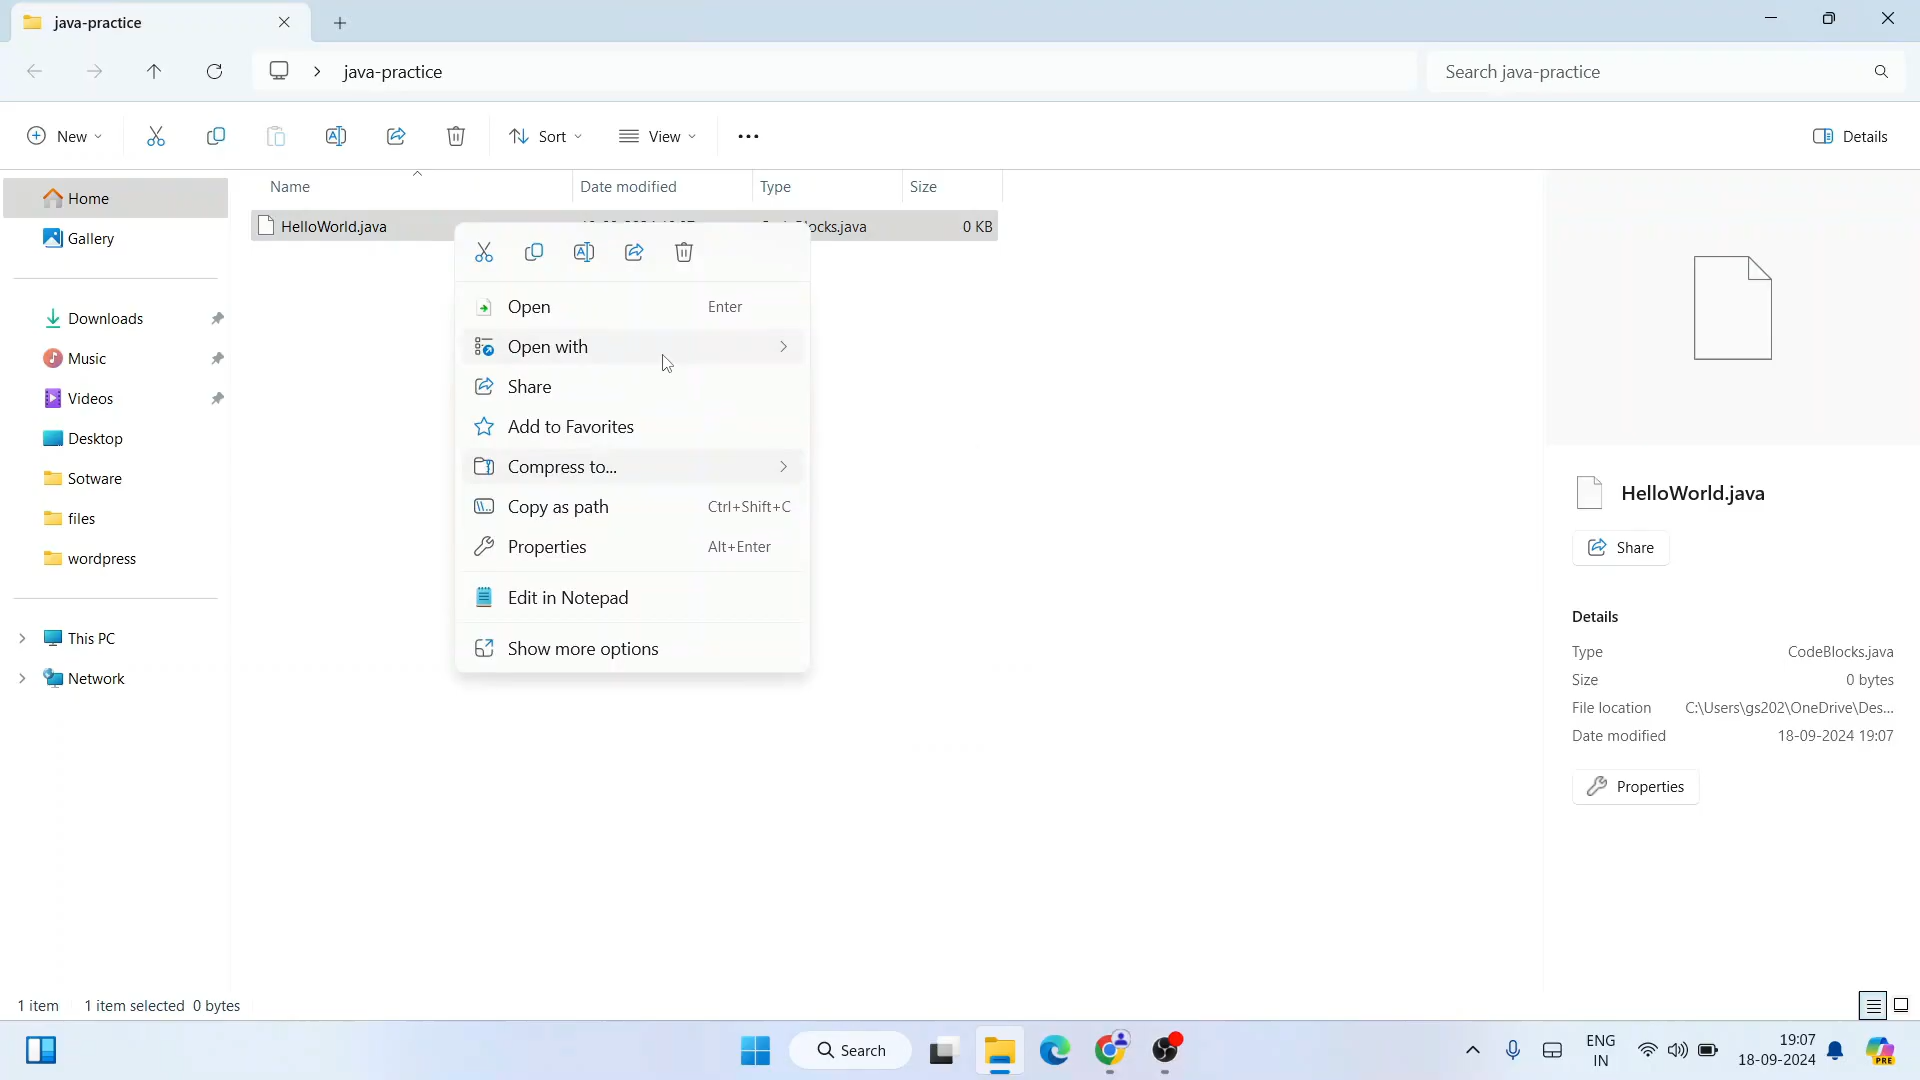 java-practice
java-practice
Search java-practice
New
Sort
View
Details
Name
Date modified
Type
Size
Home
HelloWorld.java
ocks.java
0 KB
Gallery
Downloads
Music
Videos
Desktop
Sotware
files
wordpress
This PC
Network
Open Enter
Open with
Share
Add to Favorites
Compress to...
Copy as path Ctrl+Shift+C
Properties Alt+Enter
Edit in Notepad
Show more options
HelloWorld.java
Share
Details
Type CodeBlocks.java
Size 0 bytes
File location C:\Users\gs202\OneDrive\Des...
Date modified 18-09-2024 19:07
Properties
1 item 1 item selected 0 bytes
Search
ENG
IN
19:07
18-09-2024
PRE